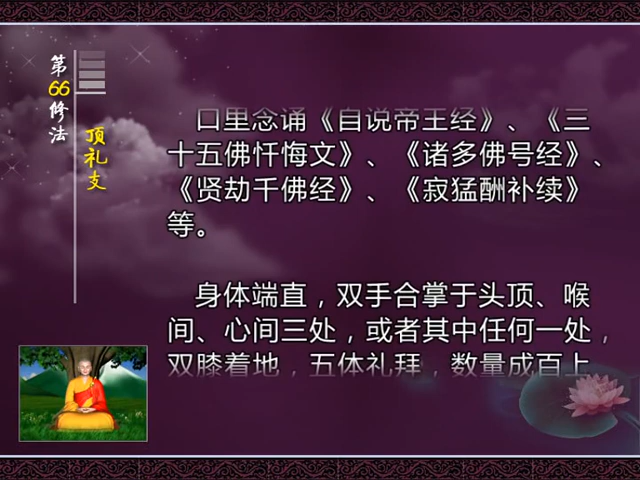 第66修法
顶礼支
口里念诵《自说帝王经》、《三
十五佛忏悔文》、《诸多佛号经》、
《贤劫千佛经》、《寂猛酬补续》
等。
身体端直，双手合掌于头顶、喉
间、心间三处，或者其中任何一处，
双膝着地，五体礼拜，数量成百上